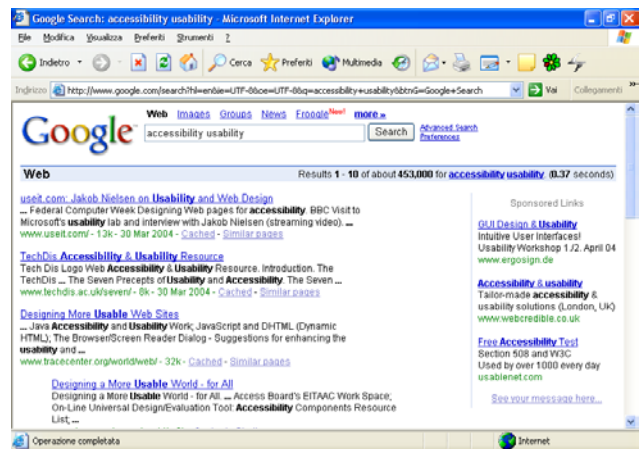 Google Search: accessibility usability - Microsoft Internet Explorer
File Modifica Visualizza Preferiti Strumenti ?
Indietro Cerca Preferiti Multimedia
Indirizzo http://www.google.com/search?hl=en&ie=UTF-8&oe=UTF-8&q=accessibility+usability&btnG=Google+Search Vai Collegamenti »
Web Images Groups News Froogle New! more »
Google accessibility usability Search Advanced Search
Preferences
Web Results 1 - 10 of about 453,000 for accessibility usability. (0.37 seconds)
useit.com: Jakob Nielsen on Usability and Web Design
... Federal Computer Week Designing Web pages for accessibility. BBC Visit to
Microsoft's usability lab and interview with Jakob Nielsen (streaming video). ...
www.useit.com/ - 13k - 30 Mar 2004 - Cached - Similar pages
TechDis Accessibility & Usability Resource
Tech Dis Logo Web Accessibility & Usability Resource. Introduction. The
TechDis ... The Seven Precepts of Usability and Accessibility. The Seven ...
www.techdis.ac.uk/seven/ - 8k - 30 Mar 2004 - Cached - Similar pages
Designing More Usable Web Sites
... Java Accessibility and Usability Work; JavaScript and DHTML (Dynamic
HTML); The Browser/Screen Reader Dialog - Suggestions for enhancing the
usability and ...
www.tracecenter.org/world/web/ - 32k - Cached - Similar pages
Designing a More Usable World - for All
Designing a More Usable World - for All. ... Access Board's EITAAC Work Space;
On-Line Universal Design/Evaluation Tool: Accessibility Components Resource
List; ...
Sponsored Links
GUI Design & Usability
Intuitive User Interfaces!
Usability Workshop 1./2. April 04
www.ergosign.de
Accessibility & usability
Tailor-made accessibility &
usability solutions (London, UK)
www.webcredible.co.uk
Free Accessibility Test
Section 508 and W3C
Used by over 1000 every day
usablenet.com
See your message here...
Operazione completata Internet